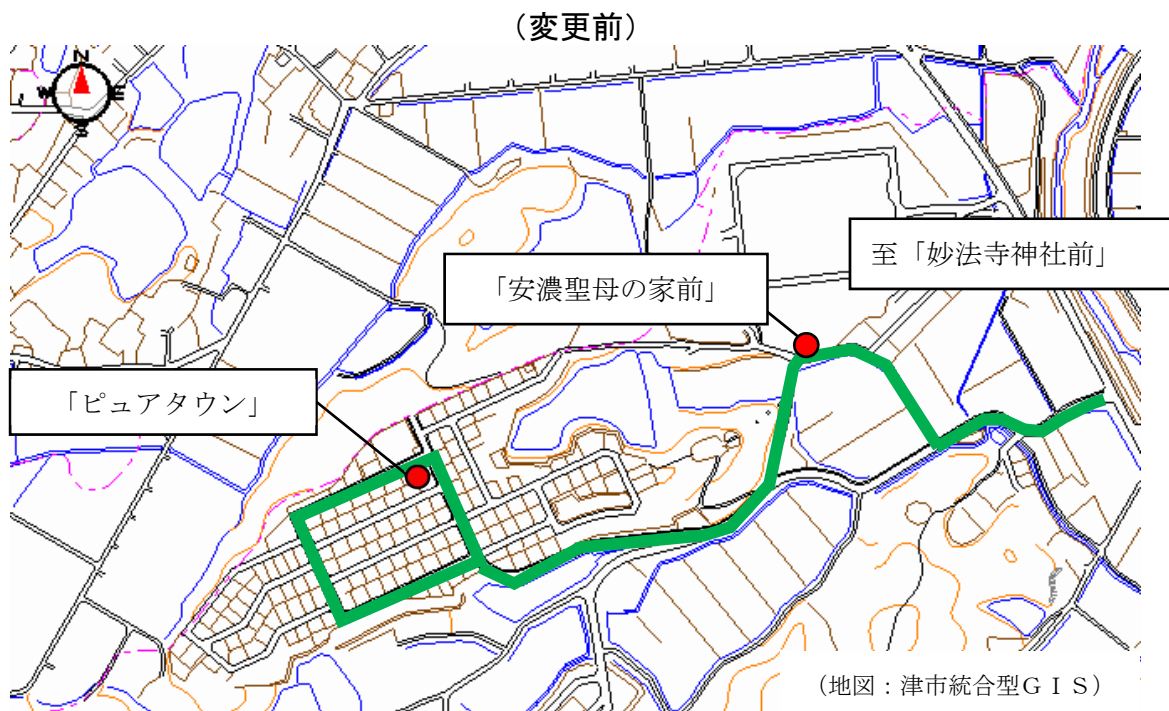 （変更前）
N
W E
S
至「妙法寺神社前」
「安濃聖母の家前」
「ピュアタウン」
（地図：津市統合型ＧＩＳ）